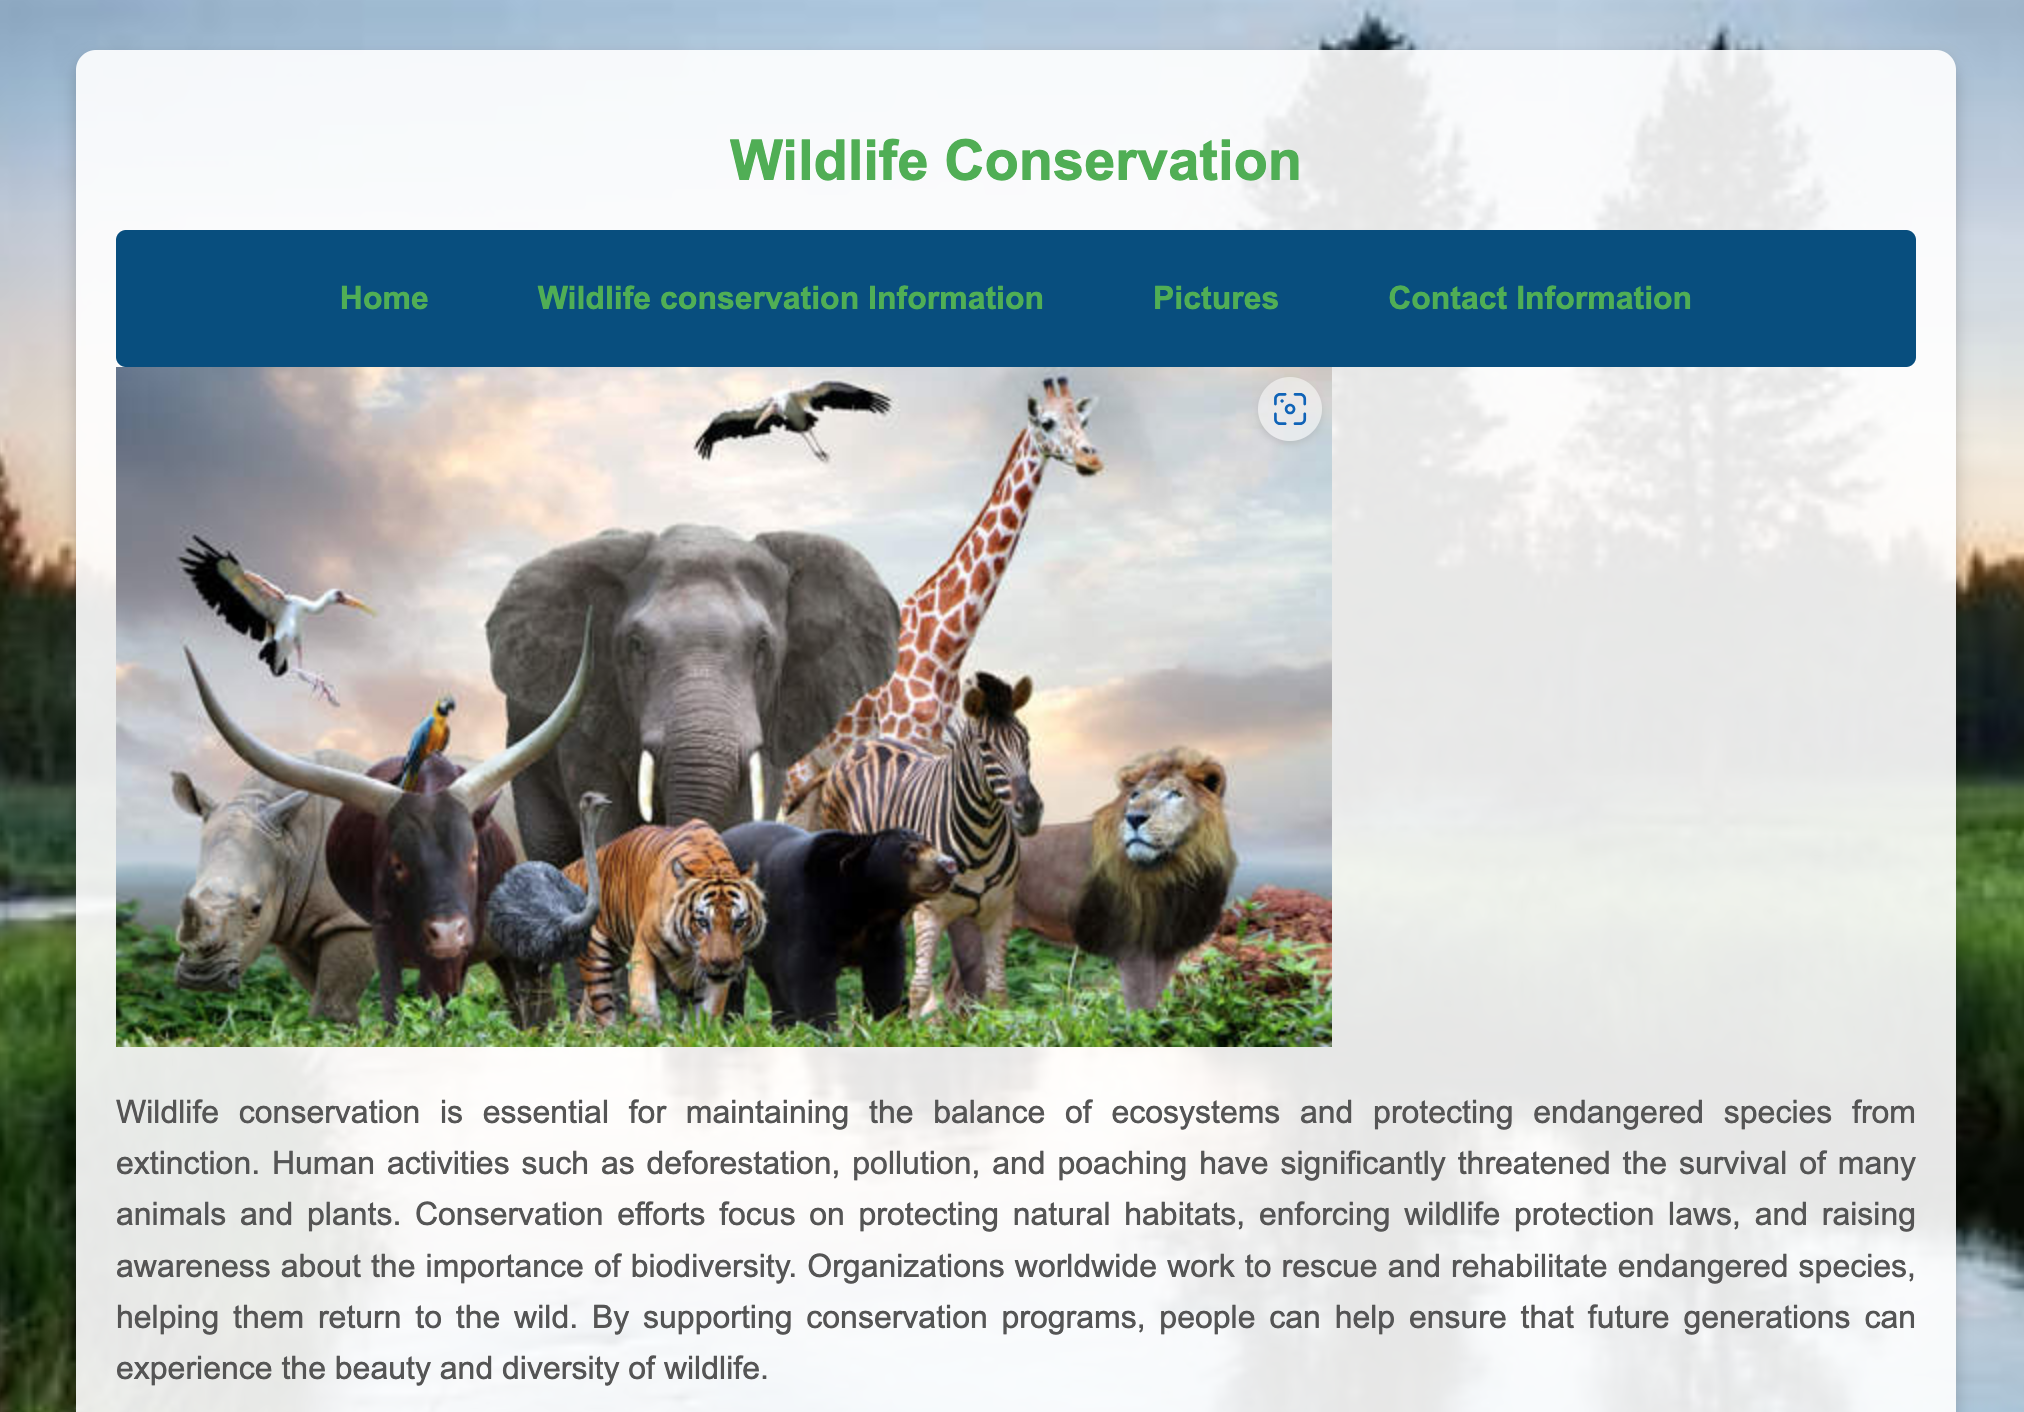 Wildlife Conservation
Home Wildlife conservation Information Pictures Contact Information
Wildlife conservation is essential for maintaining the balance of ecosystems and protecting endangered species from
extinction. Human activities such as deforestation, pollution, and poaching have significantly threatened the survival of many
animals and plants. Conservation efforts focus on protecting natural habitats, enforcing wildlife protection laws, and raising
awareness about the importance of biodiversity. Organizations worldwide work to rescue and rehabilitate endangered species,
helping them return to the wild. By supporting conservation programs, people can help ensure that future generations can
experience the beauty and diversity of wildlife.